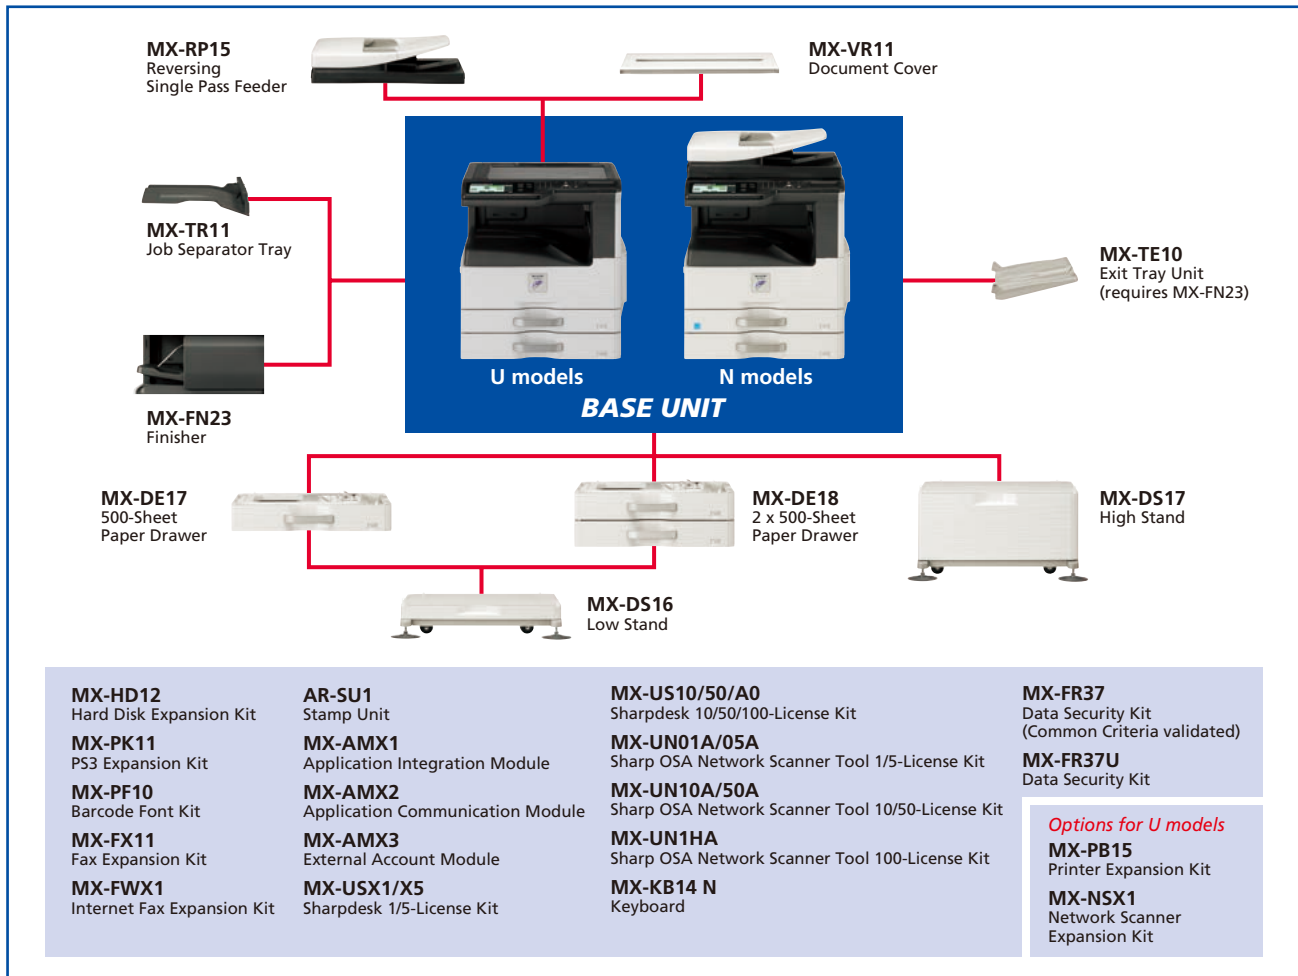 MX-RP15
Reversing
Single Pass Feeder
MX-VR11
Document Cover
MX-TR11
Job Separator Tray
MX-TE10
Exit Tray Unit
(requires MX-FN23)
U models
N models
BASE UNIT
MX-FN23
Finisher
MX-DE17
500-Sheet
Paper Drawer
MX-DE18
2 x 500-Sheet
Paper Drawer
MX-DS17
High Stand
MX-DS16
Low Stand
MX-HD12
Hard Disk Expansion Kit
MX-PK11
PS3 Expansion Kit
MX-PF10
Barcode Font Kit
MX-FX11
Fax Expansion Kit
MX-FWX1
Internet Fax Expansion Kit
AR-SU1
Stamp Unit
MX-AMX1
Application Integration Module
MX-AMX2
Application Communication Module
MX-AMX3
External Account Module
MX-USX1/X5
Sharpdesk 1/5-License Kit
MX-US10/50/A0
Sharpdesk 10/50/100-License Kit
MX-UN01A/05A
Sharp OSA Network Scanner Tool 1/5-License Kit
MX-UN10A/50A
Sharp OSA Network Scanner Tool 10/50-License Kit
MX-UN1HA
Sharp OSA Network Scanner Tool 100-License Kit
MX-KB14 N
Keyboard
MX-FR37
Data Security Kit
(Common Criteria validated)
MX-FR37U
Data Security Kit
Options for U models
MX-PB15
Printer Expansion Kit
MX-NSX1
Network Scanner
Expansion Kit